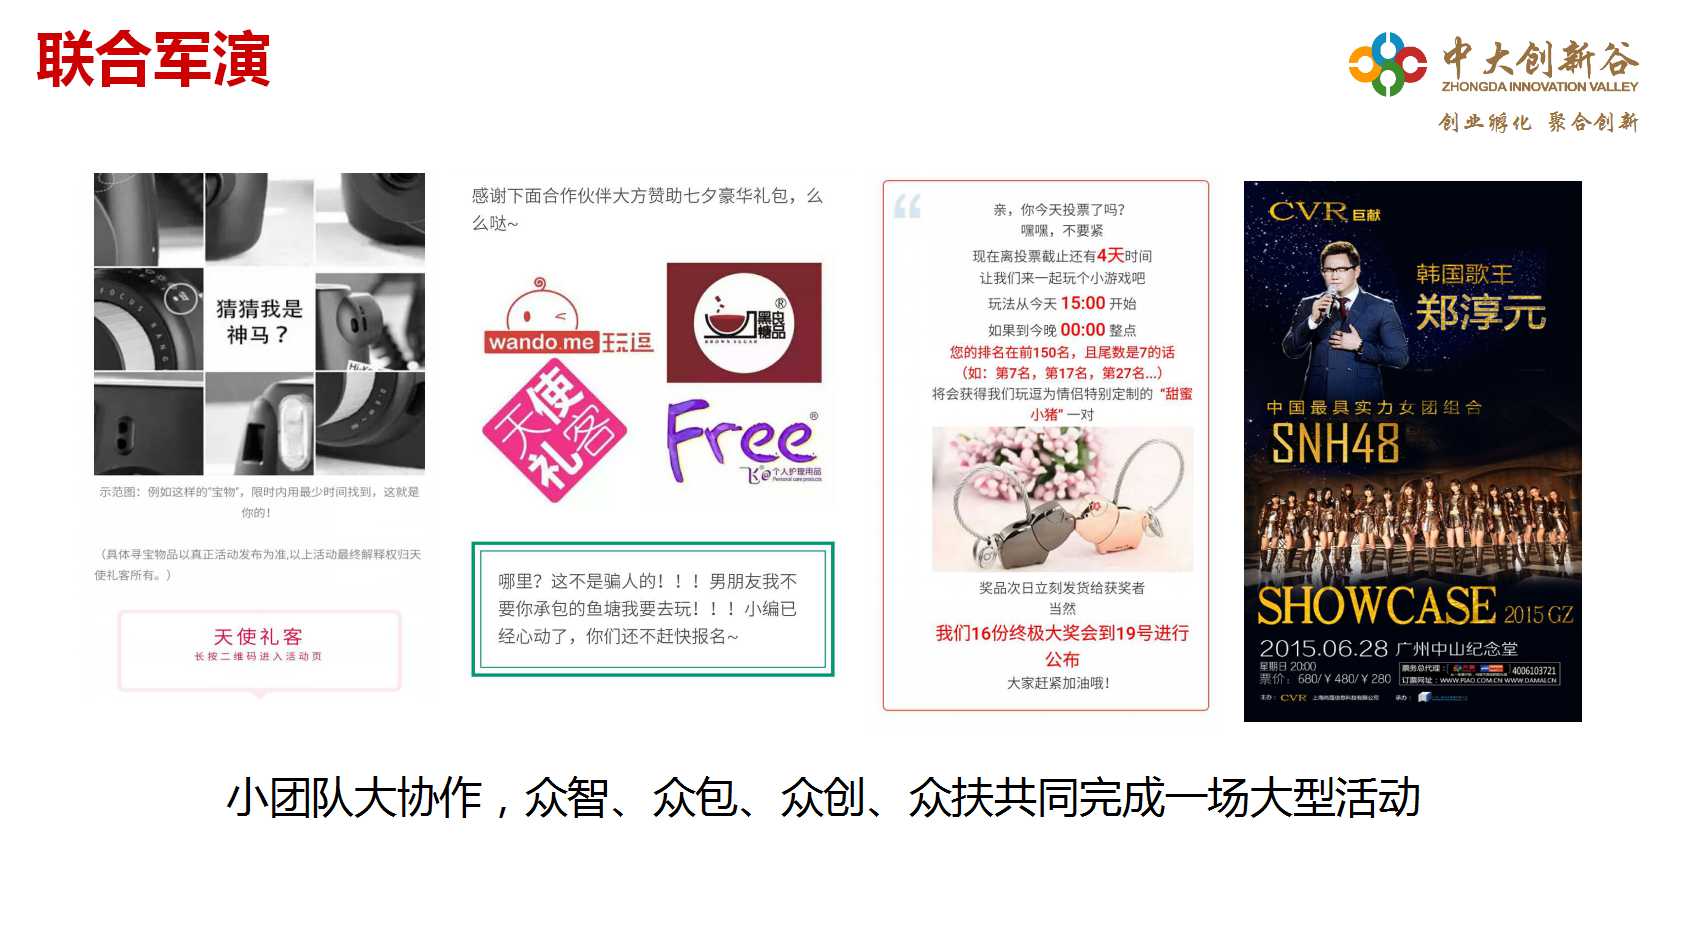 联合军演
中大创新谷
ZHONGDA INNOVATION VALLEY
创业孵化 聚合创新
猜猜我是
神马？
示范图：例如这样的“宝物”，限时内用最少时间找到，这就是
你的！
（具体寻宝物品以真正活动发布为准,以上活动最终解释权归天
使礼客所有。）
天使礼客
长按二维码进入活动页
感谢下面合作伙伴大方赞助七夕豪华礼包，么
么哒~
wando.me 玩逗
黑良
糖品
BROWN SUGAR
天使
礼客
Free
飞e 个人护理用品
Personal care products
哪里？这不是骗人的！！！男朋友我不
要你承包的鱼塘我要去玩！！！小编已
经心动了，你们还不赶快报名~
亲，你今天投票了吗？
嘿嘿，不要紧
现在离投票截止还有4天时间
让我们来一起玩个小游戏吧
玩法从今天 15:00 开始
如果到今晚 00:00 整点
您的排名在前150名，且尾数是7的话
（如：第7名，第17名，第27名...）
将会获得我们玩逗为情侣特别定制的 “甜蜜
小猪” 一对
奖品次日立刻发货给获奖者
当然
我们16份终极大奖会到19号进行
公布
大家赶紧加油哦！
CVR 巨献
韩国歌王
郑淳元
中国最具实力女团组合
SNH48
SHOWCASE 2015 GZ
2015.06.28 广州中山纪念堂
星期日 20:00
票价：680/￥480/￥280
票务总代理：
4006103721
订票网址：WWW.PIAO.COM.CN WWW.DAMAI.CN
主办：CVR
承办：
小团队大协作，众智、众包、众创、众扶共同完成一场大型活动